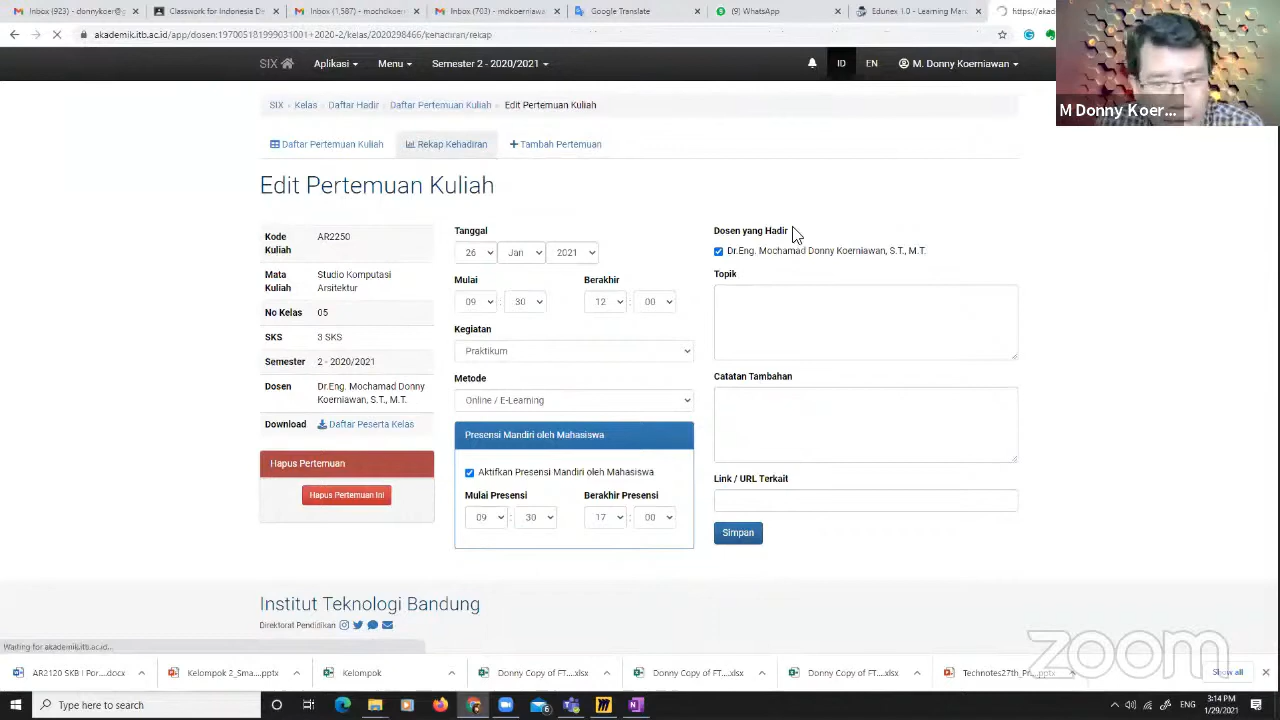 Inbox (923) - donnykoer@g
Classroom for Indonesia Di
Inbox (1,587) - mochdkoer
Inbox (703) - mdkoerniawa
Google Translate
(9) WhatsApp
Edunex 1.0 - Learning Man
https://aka
akademik.itb.ac.id/app/dosen:197005181999031001+2020-2/kelas/2020298466/kehadiran/rekap
SIX
Aplikasi
Menu
Semester 2 - 2020/2021
ID
EN
M. Donny Koerniawan
M Donny Koer...
SIX
Kelas
Daftar Hadir
Daftar Pertemuan Kuliah
Edit Pertemuan Kuliah
Daftar Pertemuan Kuliah
Rekap Kehadiran
Tambah Pertemuan
Edit Pertemuan Kuliah
Kode Kuliah
AR2250
Mata Kuliah
Studio Komputasi
Arsitektur
No Kelas
05
SKS
3 SKS
Semester
2 - 2020/2021
Dosen
Dr.Eng. Mochamad Donny
Koerniawan, S.T., M.T.
Download
Daftar Peserta Kelas
Hapus Pertemuan
Hapus Pertemuan Ini
Tanggal
26 Jan 2021
Mulai
Berakhir
09 : 30
12 : 00
Kegiatan
Praktikum
Metode
Online / E-Learning
Presensi Mandiri oleh Mahasiswa
Aktifkan Presensi Mandiri oleh Mahasiswa
Mulai Presensi
Berakhir Presensi
09 : 30
17 : 00
Dosen yang Hadir
Dr.Eng. Mochamad Donny Koerniawan, S.T., M.T.
Topik
Catatan Tambahan
Link / URL Terkait
Simpan
Institut Teknologi Bandung
Direktorat Pendidikan
Waiting for akademik.itb.ac.id...
zoom
AR2120 SKB I Por....docx
Kelompok 2_Sma....pptx
Kelompok
Donny Copy of FT....xlsx
Donny Copy of FT....xlsx
Donny Copy of FT....xlsx
Technotes27th_Pr....pptx
Show all
Type here to search
ENG
3:14 PM
1/29/2021